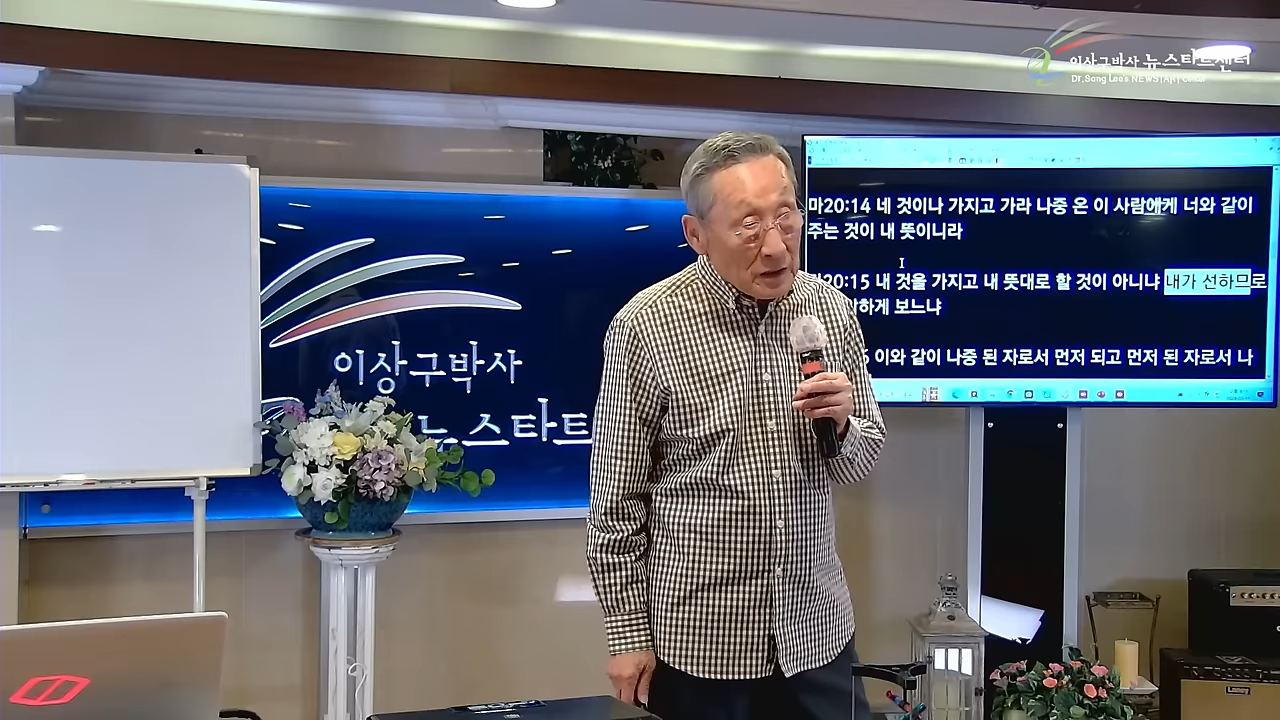 이상구박사 뉴스타트센터
Dr.Sang Lee's NEWSTART Center
마20:14 네 것이나 가지고 가라 나중 온 이 사람에게 너와 같이
주는 것이 내 뜻이니라
20:15 내 것을 가지고 내 뜻대로 할 것이 아니냐 내가 선하므로
하게 보느냐
이와 같이 나중 된 자로서 먼저 되고 먼저 된 자로서 나
이상구박사
뉴스타트
Laney